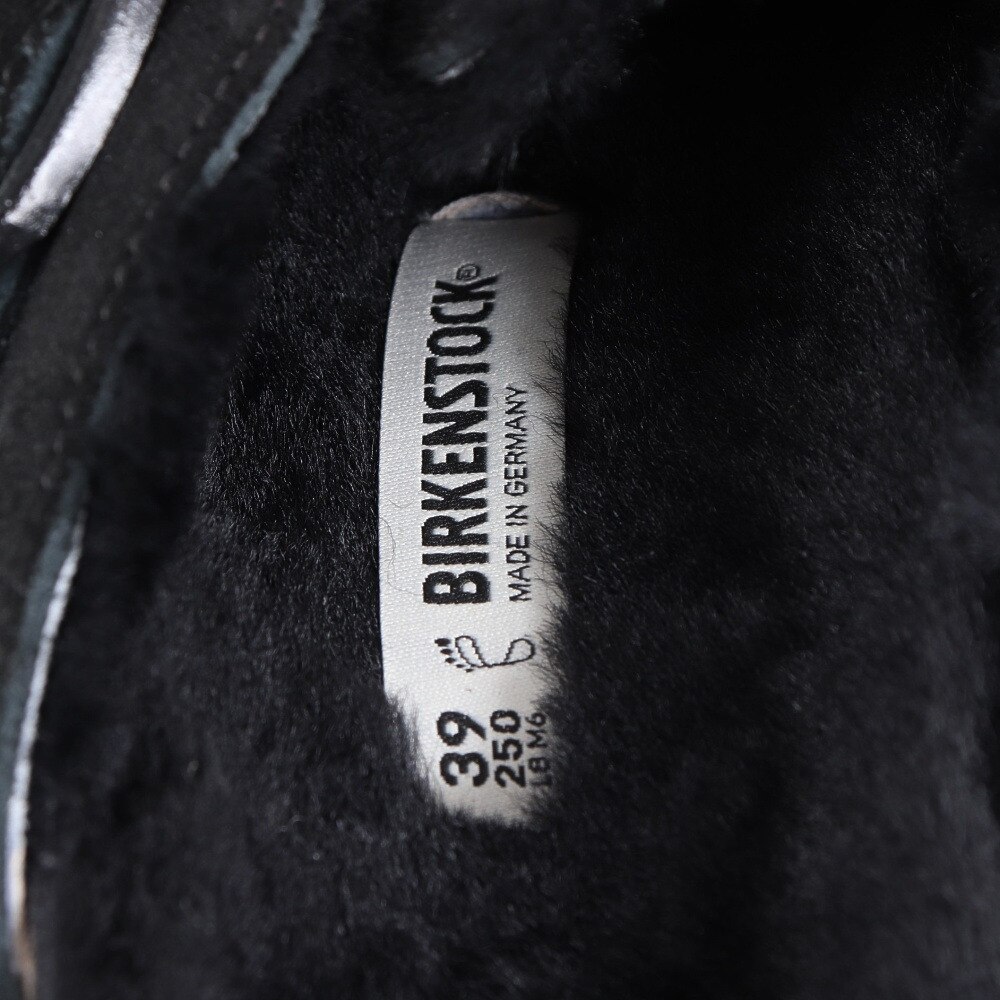 BIRKENSTOCK®
MADE IN GERMANY
39
250
L8 M6